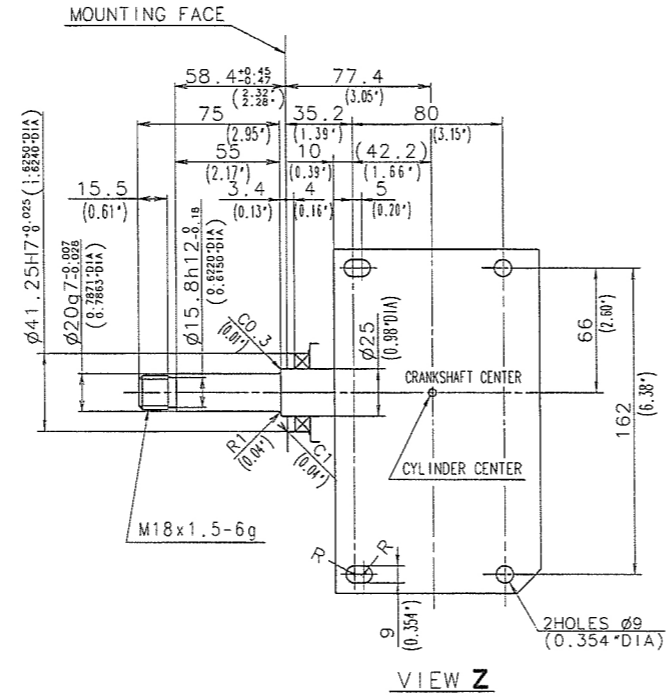 MOUNTING FACE
58.4+0.45 -0.47
(2.32" 2.28")
77.4
(3.05")
75
(2.95")
35.2
(1.39")
80
(3.15")
55
(2.17")
10
(0.39")
(42.2)
(1.66")
15.5
(0.61")
3.4
(0.13")
4
(0.16")
5
(0.20")
ø41.25H7+0.025 0 (1.6250"DIA 1.6240"DIA)
ø20g7-0.007 -0.028
(0.7871"DIA 0.7863"DIA)
ø15.8h12 0 -0.18
(0.6220"DIA 0.6150"DIA)
C0.3
(0.01")
ø25
(0.98"DIA)
66
(2.60")
162
(6.38")
CRANKSHAFT CENTER
CYLINDER CENTER
R1
(0.04")
C1
(0.04")
M18x1.5-6g
R
R
9
(0.354")
2HOLES ø9
(0.354"DIA)
VIEW Z